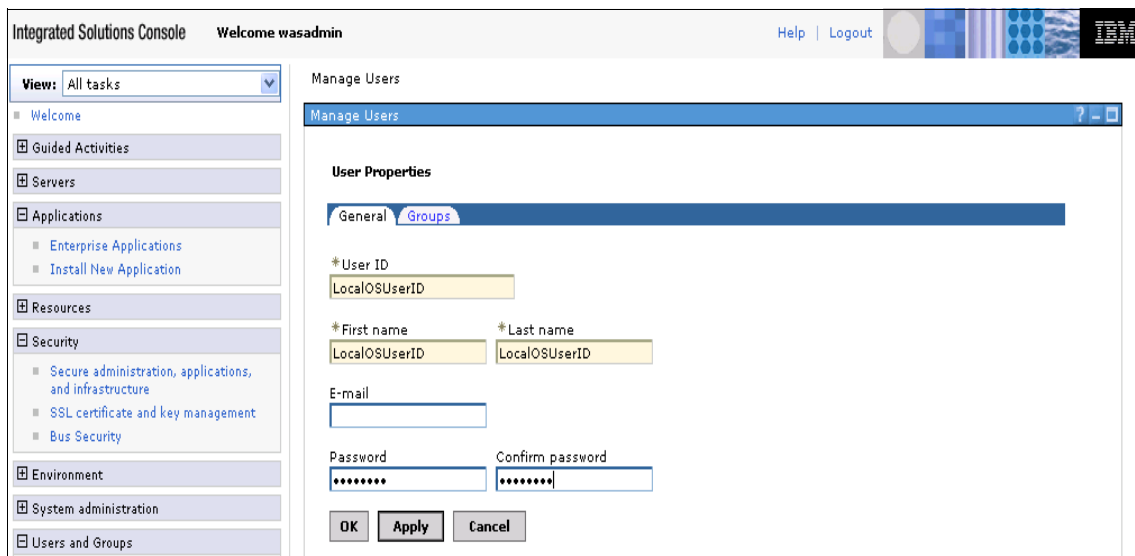 Integrated Solutions Console Welcome wasadmin Help | Logout IBM
View: All tasks
Welcome
Guided Activities
Servers
Applications
Enterprise Applications
Install New Application
Resources
Security
Secure administration, applications,
and infrastructure
SSL certificate and key management
Bus Security
Environment
System administration
Users and Groups
Manage Users
Manage Users ? –
User Properties
General Groups
*User ID
LocalOSUserID
*First name *Last name
LocalOSUserID LocalOSUserID
E-mail
Password Confirm password
•••••••• ••••••••
OK Apply Cancel